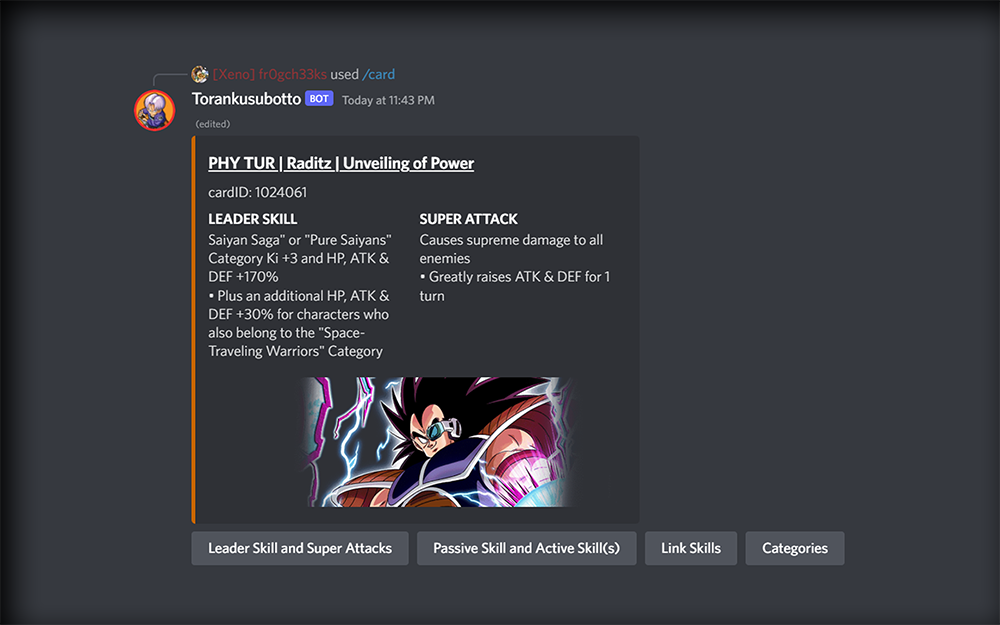 [Xeno] fr0gch33ks used /card
Torankusubotto BOT Today at 11:43 PM
(edited)
PHY TUR | Raditz | Unveiling of Power
cardID: 1024061
LEADER SKILL
Saiyan Saga" or "Pure Saiyans"
Category Ki +3 and HP, ATK &
DEF +170%
• Plus an additional HP, ATK &
DEF +30% for characters who
also belong to the "Space-
Traveling Warriors" Category
SUPER ATTACK
Causes supreme damage to all
enemies
• Greatly raises ATK & DEF for 1
turn
Leader Skill and Super Attacks
Passive Skill and Active Skill(s)
Link Skills
Categories